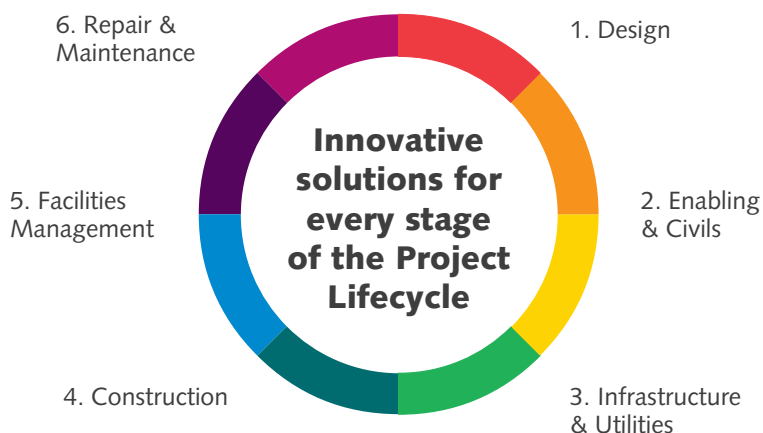 6. Repair &
Maintenance
1. Design
Innovative
solutions for
every stage
of the Project
Lifecycle
5. Facilities
Management
2. Enabling
& Civils
4. Construction
3. Infrastructure
& Utilities